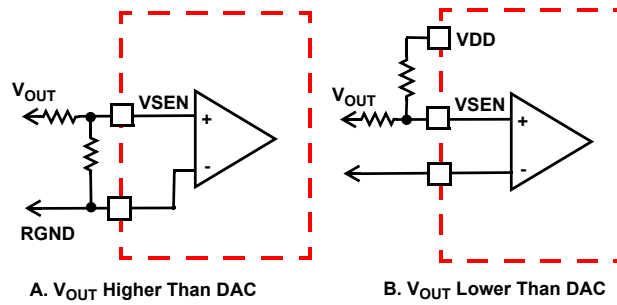 VDD
VOUT
VSEN
+
-
RGND
A. VOUT Higher Than DAC
VOUT
VSEN
+
-
B. VOUT Lower Than DAC